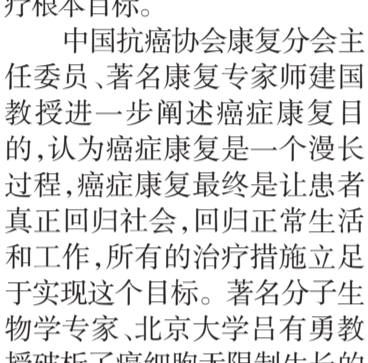 疗根本目标。
中国抗癌协会康复分会主
任委员、著名康复专家师建国
教授进一步阐述癌症康复目
的,认为癌症康复是一个漫长
过程,癌症康复最终是让患者
真正回归社会,回归正常生活
和工作,所有的治疗措施立足
于实现这个目标。著名分子生
物学专家、北京大学吕有勇教
授破析了癌细胞无限制生长的